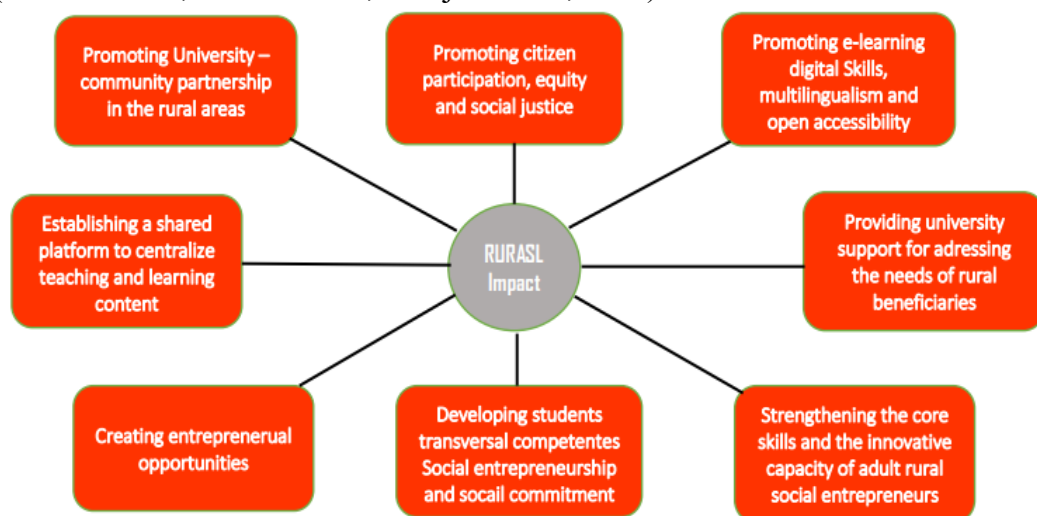 Promoting University –
community partnership
in the rural areas
Promoting citizen
participation, equity
and social justice
Promoting e-learning
digital Skills,
multilingualism and
open accessibility
Establishing a shared
platform to centralize
teaching and learning
content
RURASL
Impact
Providing university
support for adressing
the needs of rural
beneficiaries
Creating entreprenerual
opportunities
Developing students
transversal competentes
Social entrepreneurship
and socail commitment
Strengthening the core
skills and the innovative
capacity of adult rural
social entrepreneurs